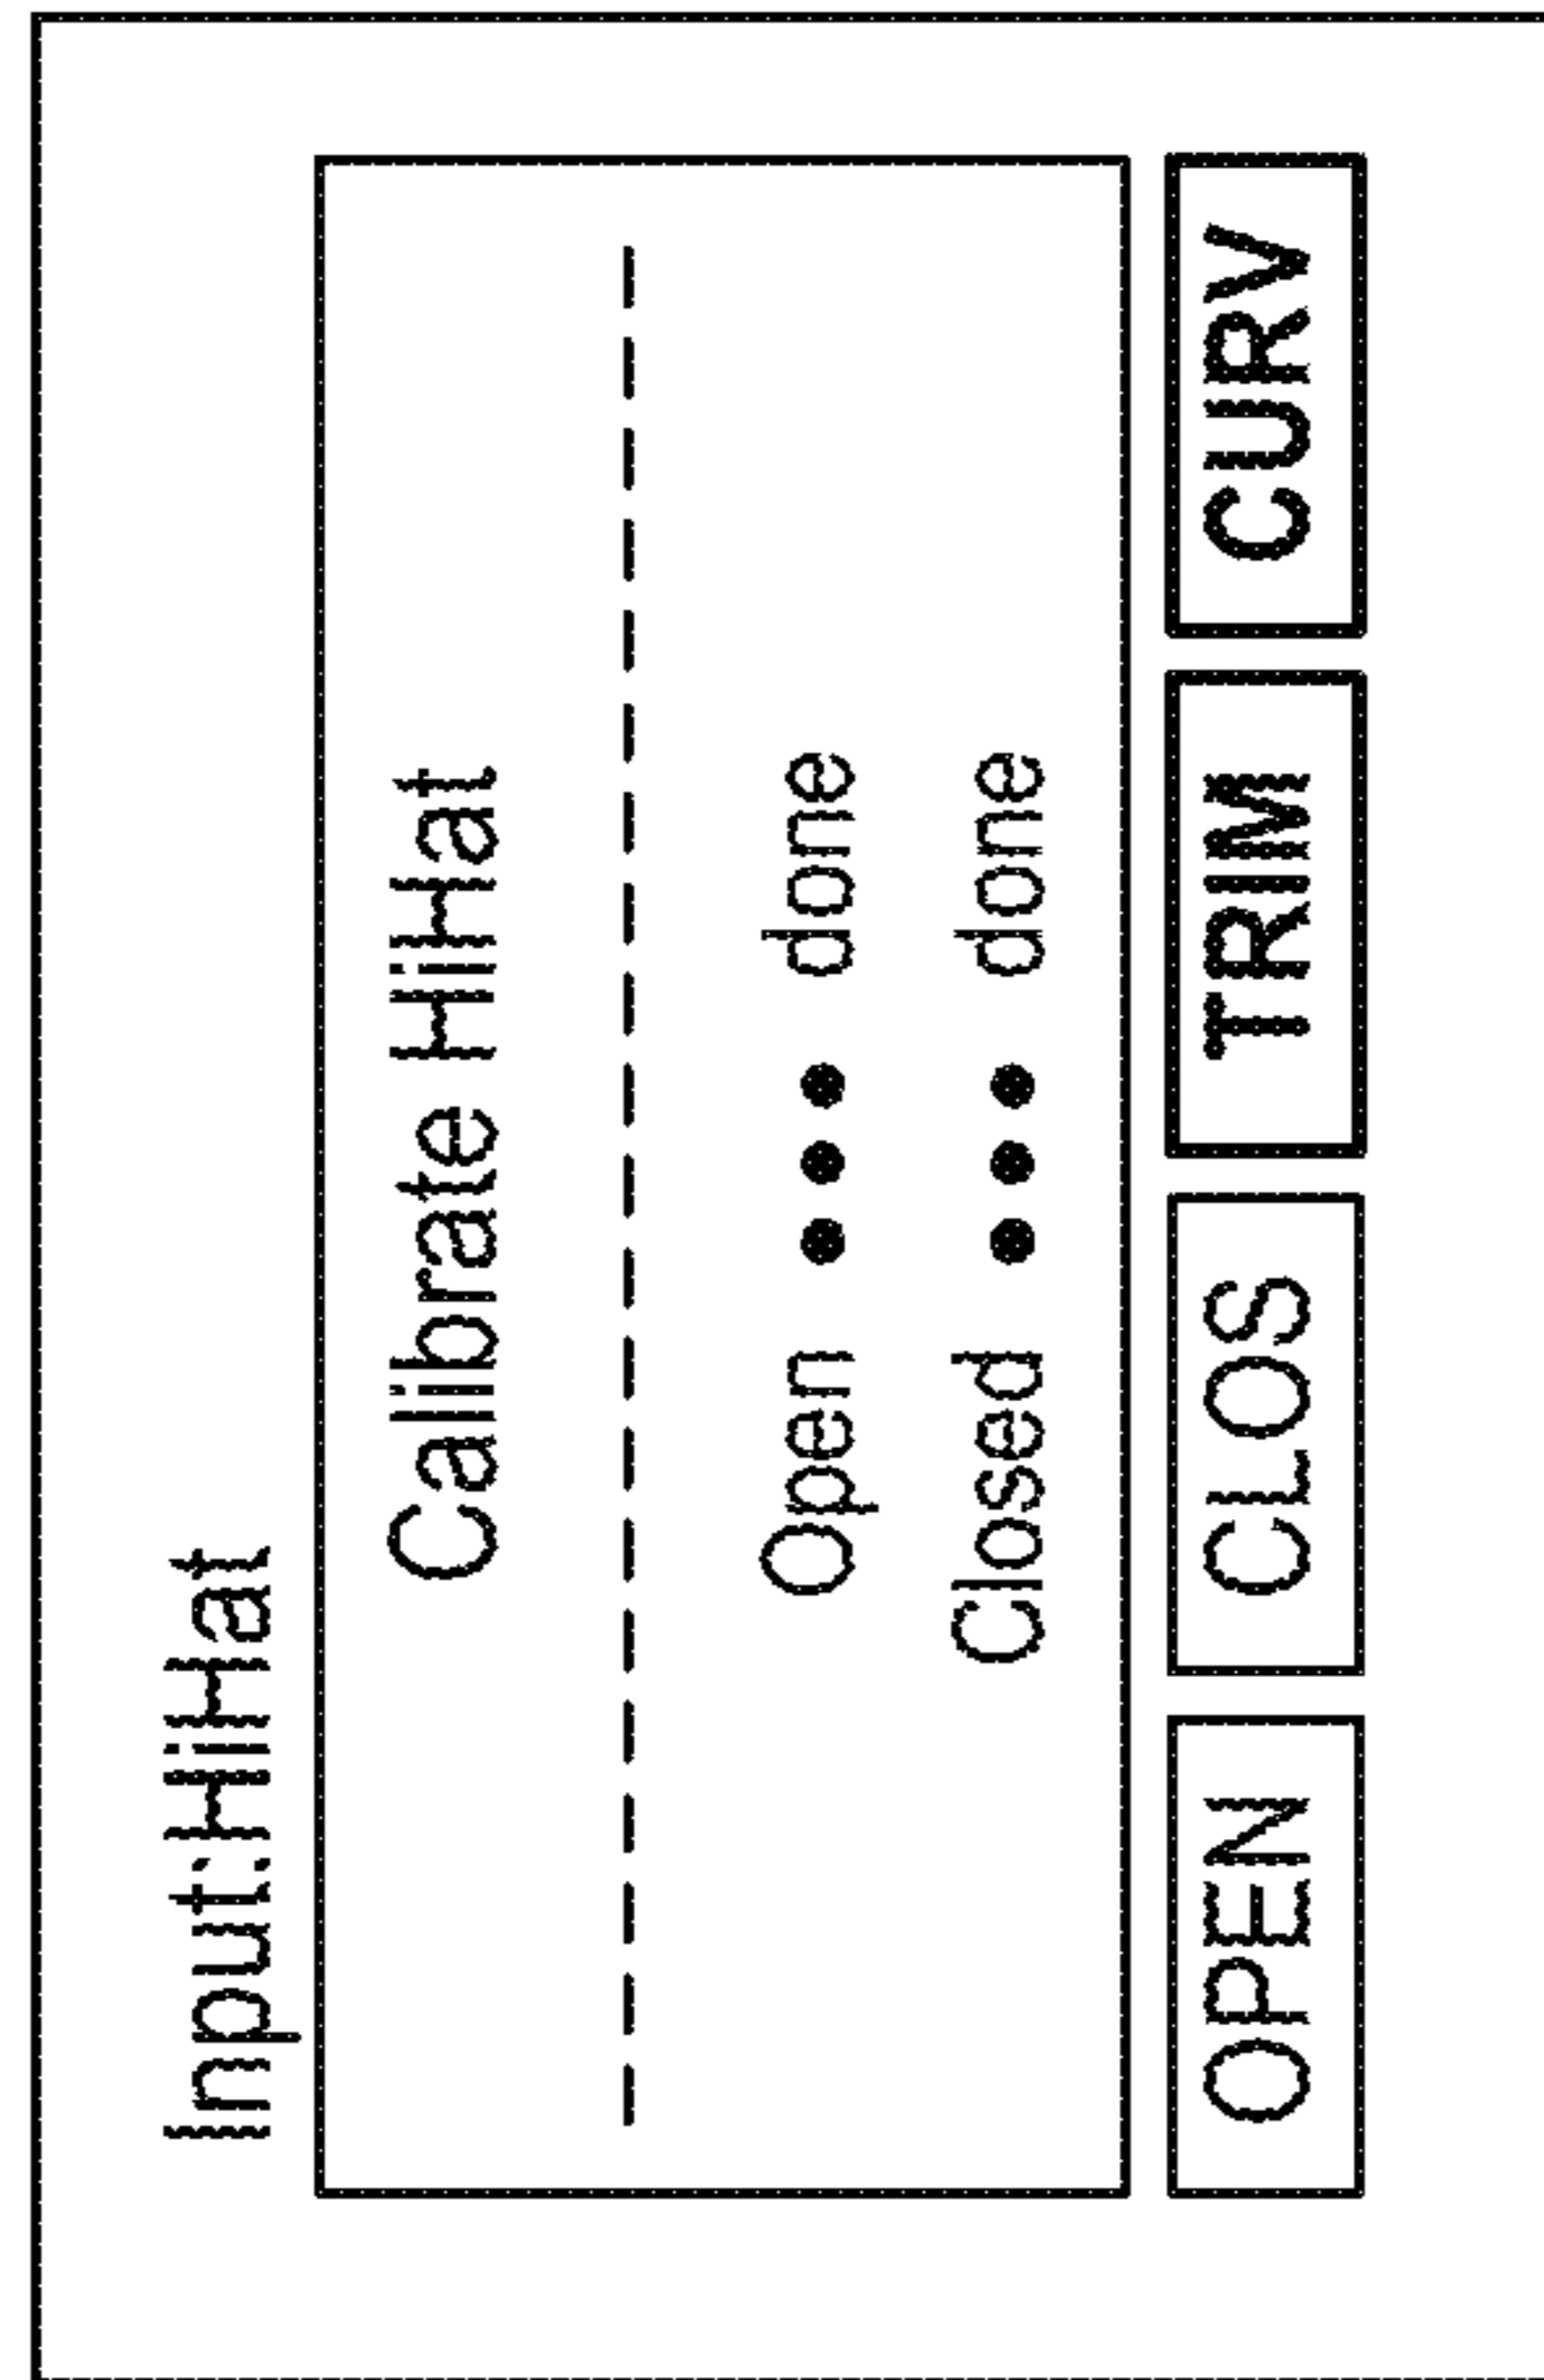 Input:HiHat
Calibrate HiHat
Open ●●● done
Closed ●●● done
OPEN CLOS TRIM CURV